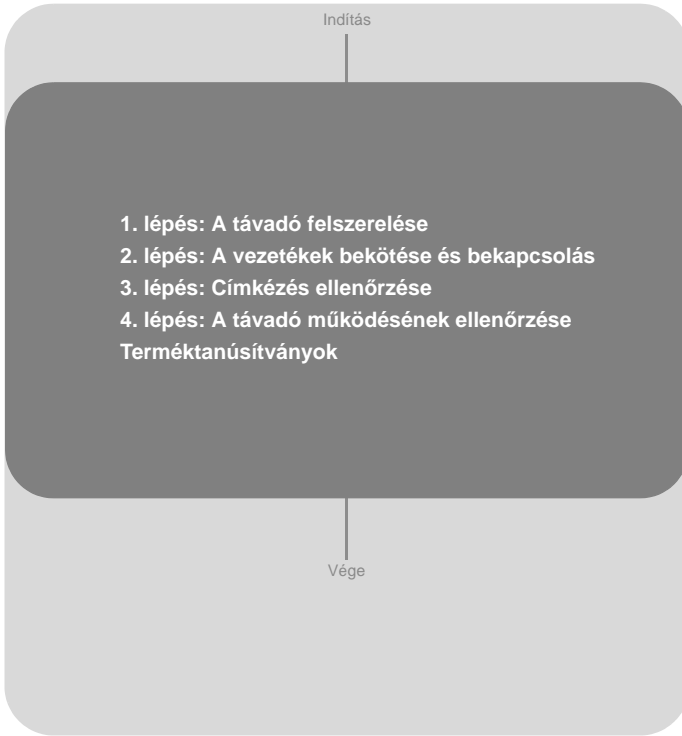 Indítás
1. lépés: A távadó felszerelése
2. lépés: A vezetékek bekötése és bekapcsolás
3. lépés: Címkézés ellenőrzése
4. lépés: A távadó működésének ellenőrzése
Terméktanúsítványok
Vége